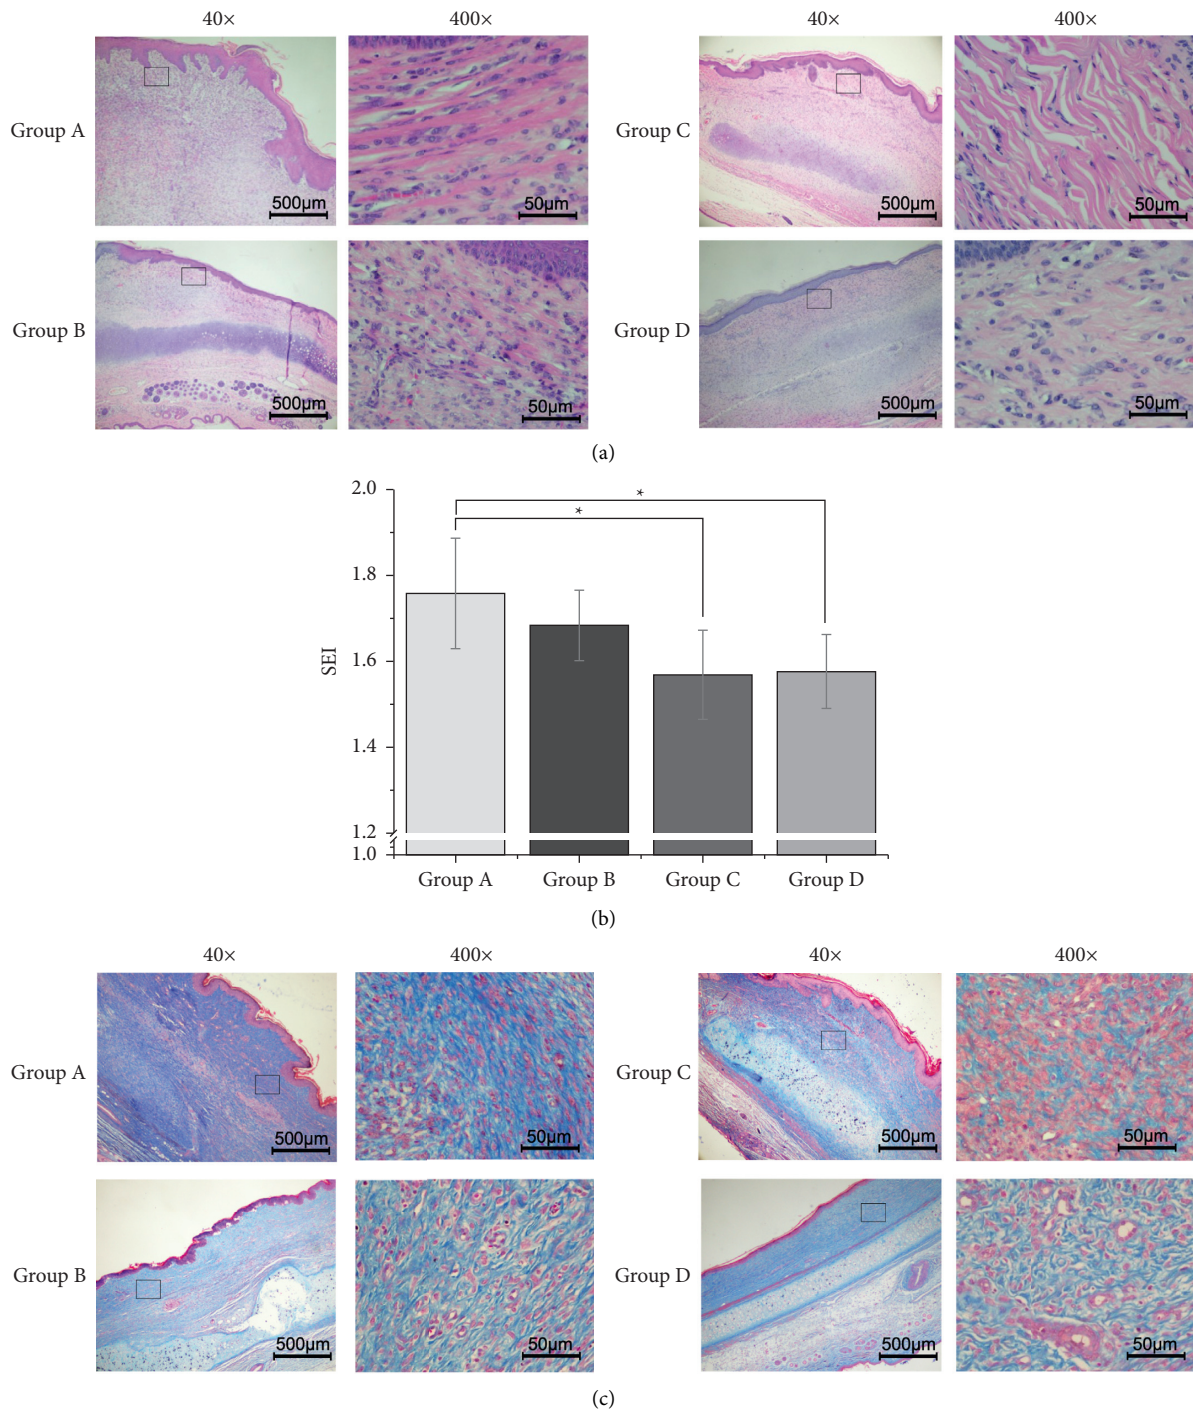 40× 400× 40× 400×
Group A 500μm 50μm Group C 500μm 50μm
Group B 500μm 50μm Group D 500μm 50μm
(a)
2.0
1.8
1.6
1.4
1.2
1.0
SEI
* *
Group A Group B Group C Group D
(b)
40× 400× 40× 400×
Group A 500μm 50μm Group C 500μm 50μm
Group B 500μm 50μm Group D 500μm 50μm
(c)